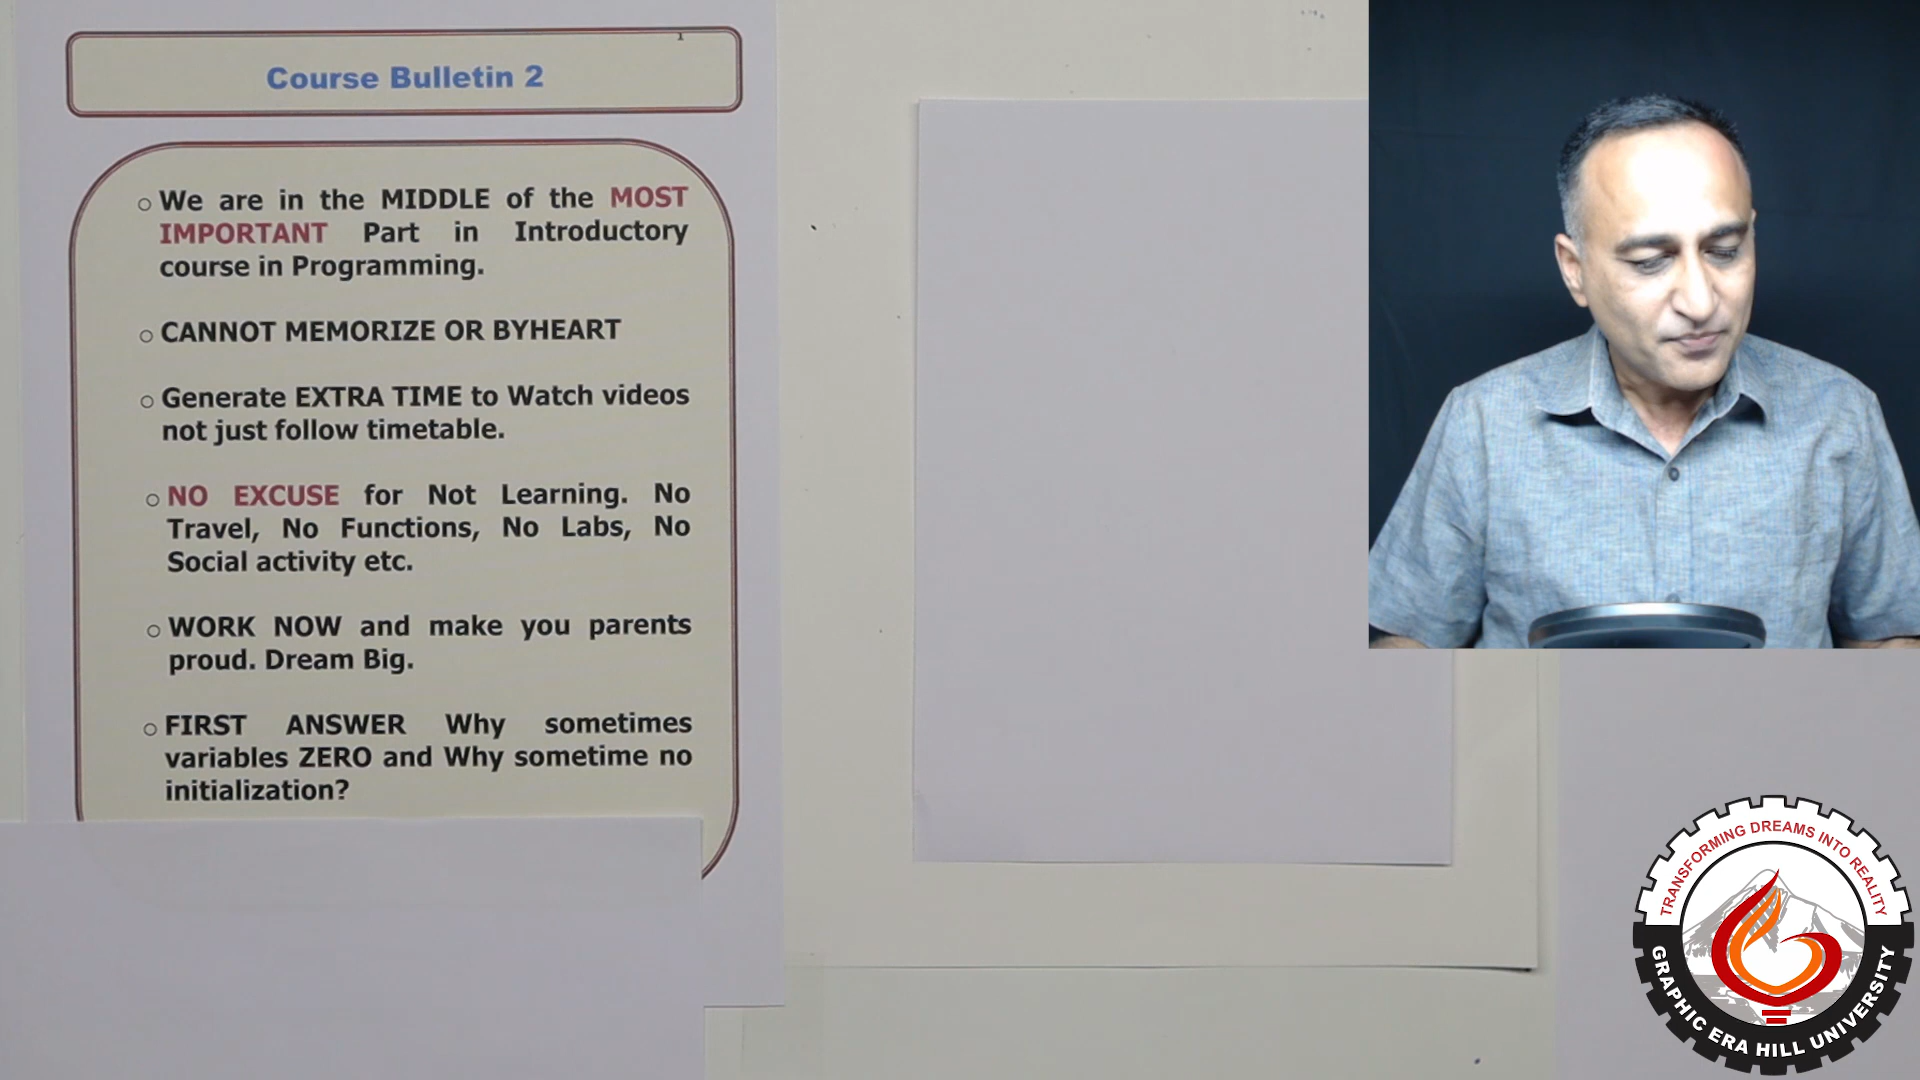 1
Course Bulletin 2
○ We are in the MIDDLE of the MOST
IMPORTANT Part in Introductory
course in Programming.
○ CANNOT MEMORIZE OR BYHEART
○ Generate EXTRA TIME to Watch videos
not just follow timetable.
○ NO EXCUSE for Not Learning. No
Travel, No Functions, No Labs, No
Social activity etc.
○ WORK NOW and make you parents
proud. Dream Big.
○ FIRST ANSWER Why sometimes
variables ZERO and Why sometime no
initialization?
TRANSFORMING DREAMS INTO REALITY
GRAPHIC ERA HILL UNIVERSITY